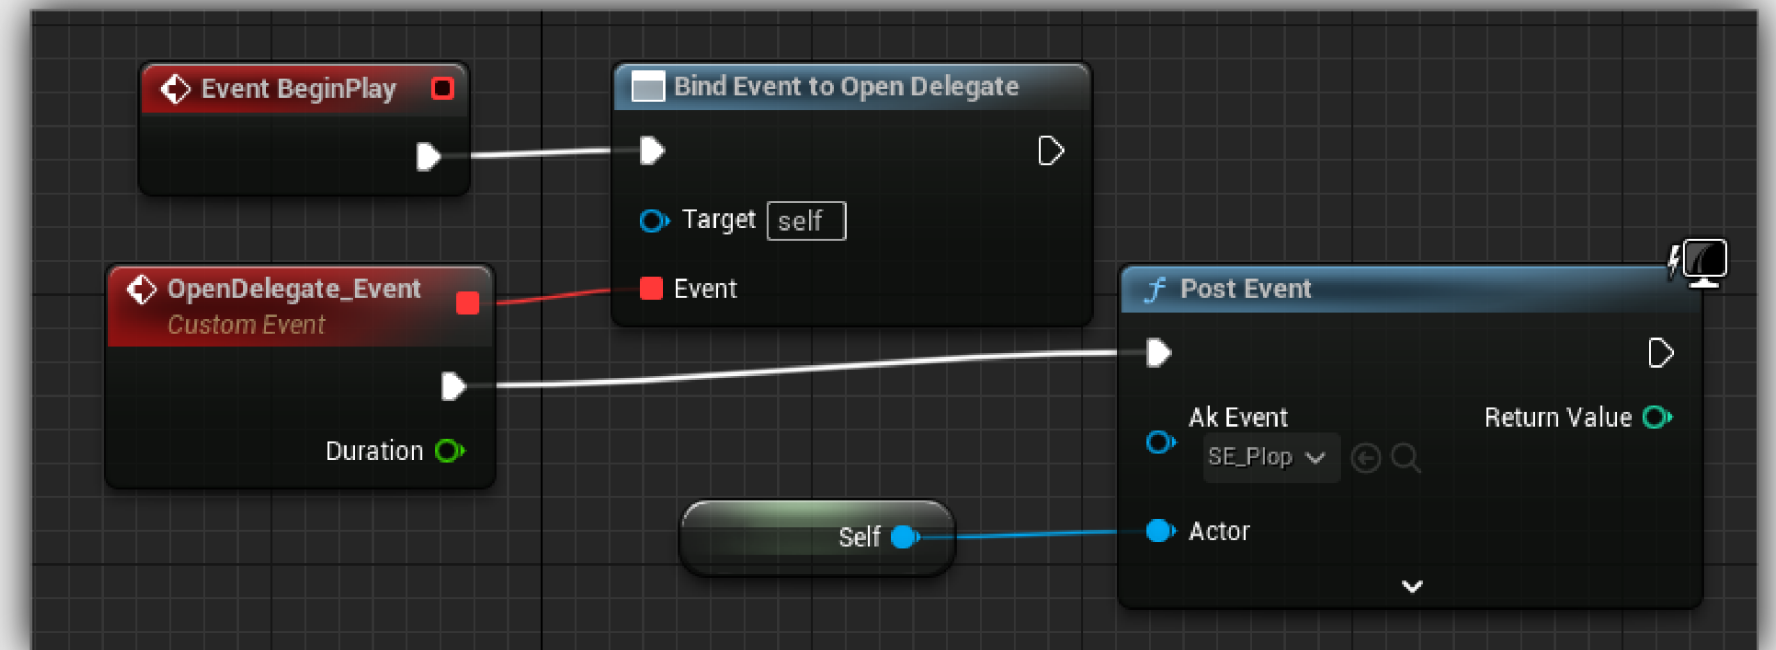 Event BeginPlay
Bind Event to Open Delegate
Target self
Event
OpenDelegate_Event
Custom Event
Duration
Post Event
Ak Event
SE_Plop
Return Value
Self
Actor